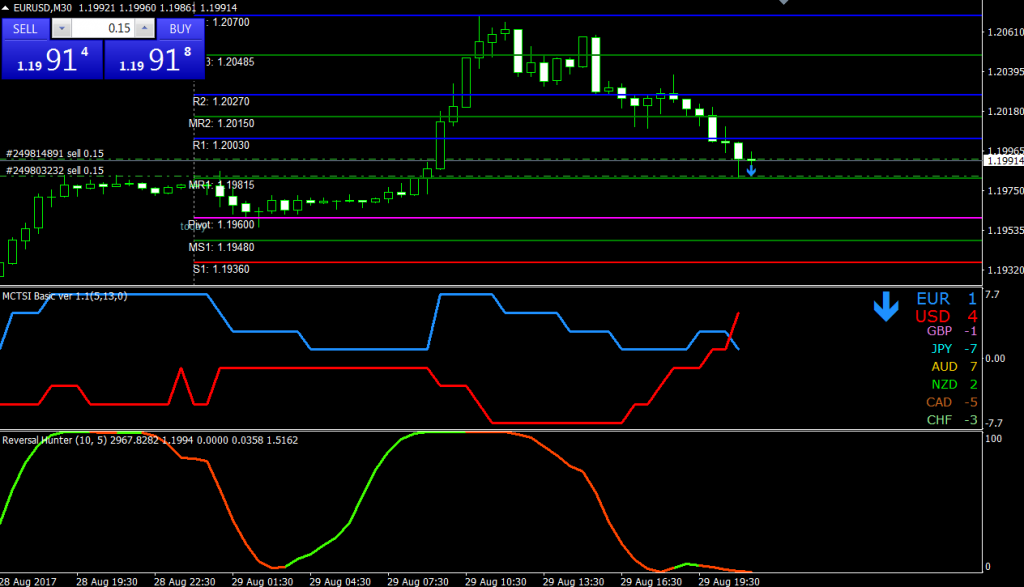 EURUSD,M30 1.19921 1.19960 1.19861 1.19914
SELL 0.15 BUY
1.19 91 4 1.19 91 8
: 1.20700
3: 1.20485
R2: 1.20270
MR2: 1.20150
R1: 1.20030
#249814891 sell 0.15
#249803232 sell 0.15
MR1: 1.19815
Pivot: 1.19600
MS1: 1.19480
S1: 1.19360
1.20610
1.20395
1.20180
1.19965
1.19914
1.19750
1.19535
1.19320
MCTSI Basic ver 1.1(5,13,0)
EUR 1
USD 4
GBP -1
JPY -7
AUD 7
NZD 2
CAD -5
CHF -3
7.7
0.00
-7.7
Reversal Hunter (10, 5) 2967.8282 1.1994 0.0000 0.0358 1.5162
100
0
28 Aug 2017 28 Aug 19:30 28 Aug 22:30 29 Aug 01:30 29 Aug 04:30 29 Aug 07:30 29 Aug 10:30 29 Aug 13:30 29 Aug 16:30 29 Aug 19:30